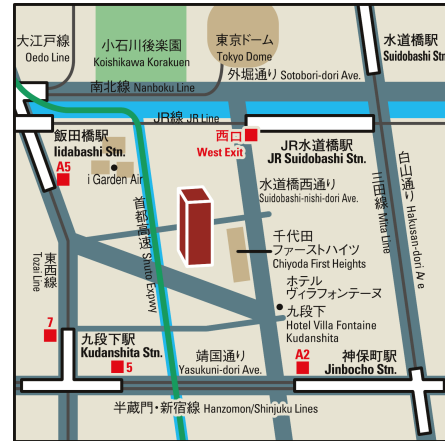 大江戸線
Oedo Line
小石川後楽園
Koishikawa Korakuen
東京ドーム
Tokyo Dome
水道橋駅
Suidobashi Stn.
外堀通り Sotobori-dori Ave.
南北線 Nanboku Line
JR線 JR Line
西口
West Exit
飯田橋駅
Iidabashi Stn.
A5
i Garden Air
JR水道橋駅
JR Suidobashi Stn.
水道橋西通り
Suidobashi-nishi-dori Ave.
白山通り Hakusan-dori Ave
三田線 Mita Line
首都高速 Shuto Expwy
千代田
ファーストハイツ
Chiyoda First Heights
東西線
Tozai Line
ホテル
ヴィラフォンテーヌ
九段下
Hotel Villa Fontaine
Kudanshita
7
九段下駅
Kudanshita Stn.
5
靖国通り
Yasukuni-dori Ave.
A2
神保町駅
Jinbocho Stn.
半蔵門・新宿線 Hanzomon/Shinjuku Lines